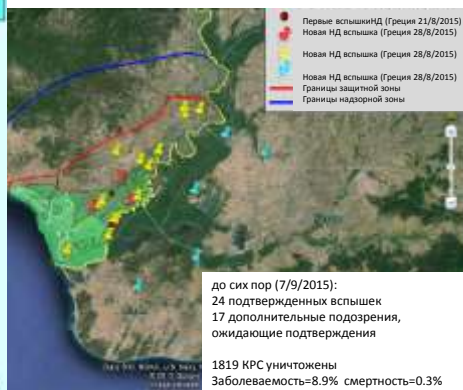 Первые вспышкиНД (Греция 21/8/2015)
Новая НД вспышка (Греция 28/8/2015)
Новая НД вспышка (Греция 28/8/2015)
Новая НД вспышка (Греция 28/8/2015)
Границы защитной зоны
Границы надзорной зоны
до сих пор (7/9/2015):
24 подтвержденных вспышек
17 дополнительные подозрения,
ожидающие подтверждения
1819 КРС уничтожены
Заболеваемость=8.9% смертность=0.3%